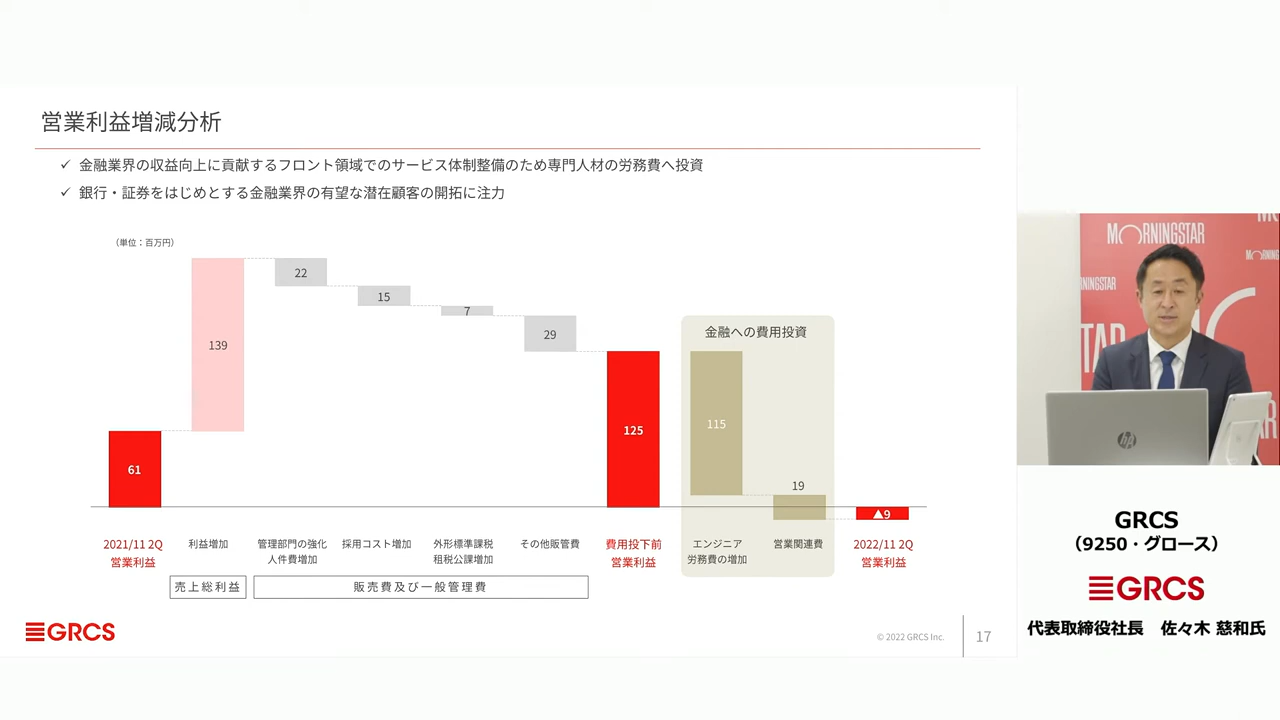 営業利益増減分析
✓ 金融業界の収益向上に貢献するフロント領域でのサービス体制整備のため専門人材の労務費へ投資
✓ 銀行・証券をはじめとする金融業界の有望な潜在顧客の開拓に注力
（単位：百万円）
22
15
7
29
139
61
125
金融への費用投資
115
19
▲9
2021/11 2Q
営業利益
利益増加
管理部門の強化
人件費増加
採用コスト増加
外形標準課税
租税公課増加
その他販管費
費用投下前
営業利益
エンジニア
労務費の増加
営業関連費
2022/11 2Q
営業利益
売上総利益
販売費及び一般管理費
GRCS
© 2022 GRCS Inc.
17
MORNINGSTAR
MORNINGSTAR
RNINGSTAR
TAR
hp
GRCS
（9250・グロース）
GRCS
代表取締役社長　佐々木 慈和氏